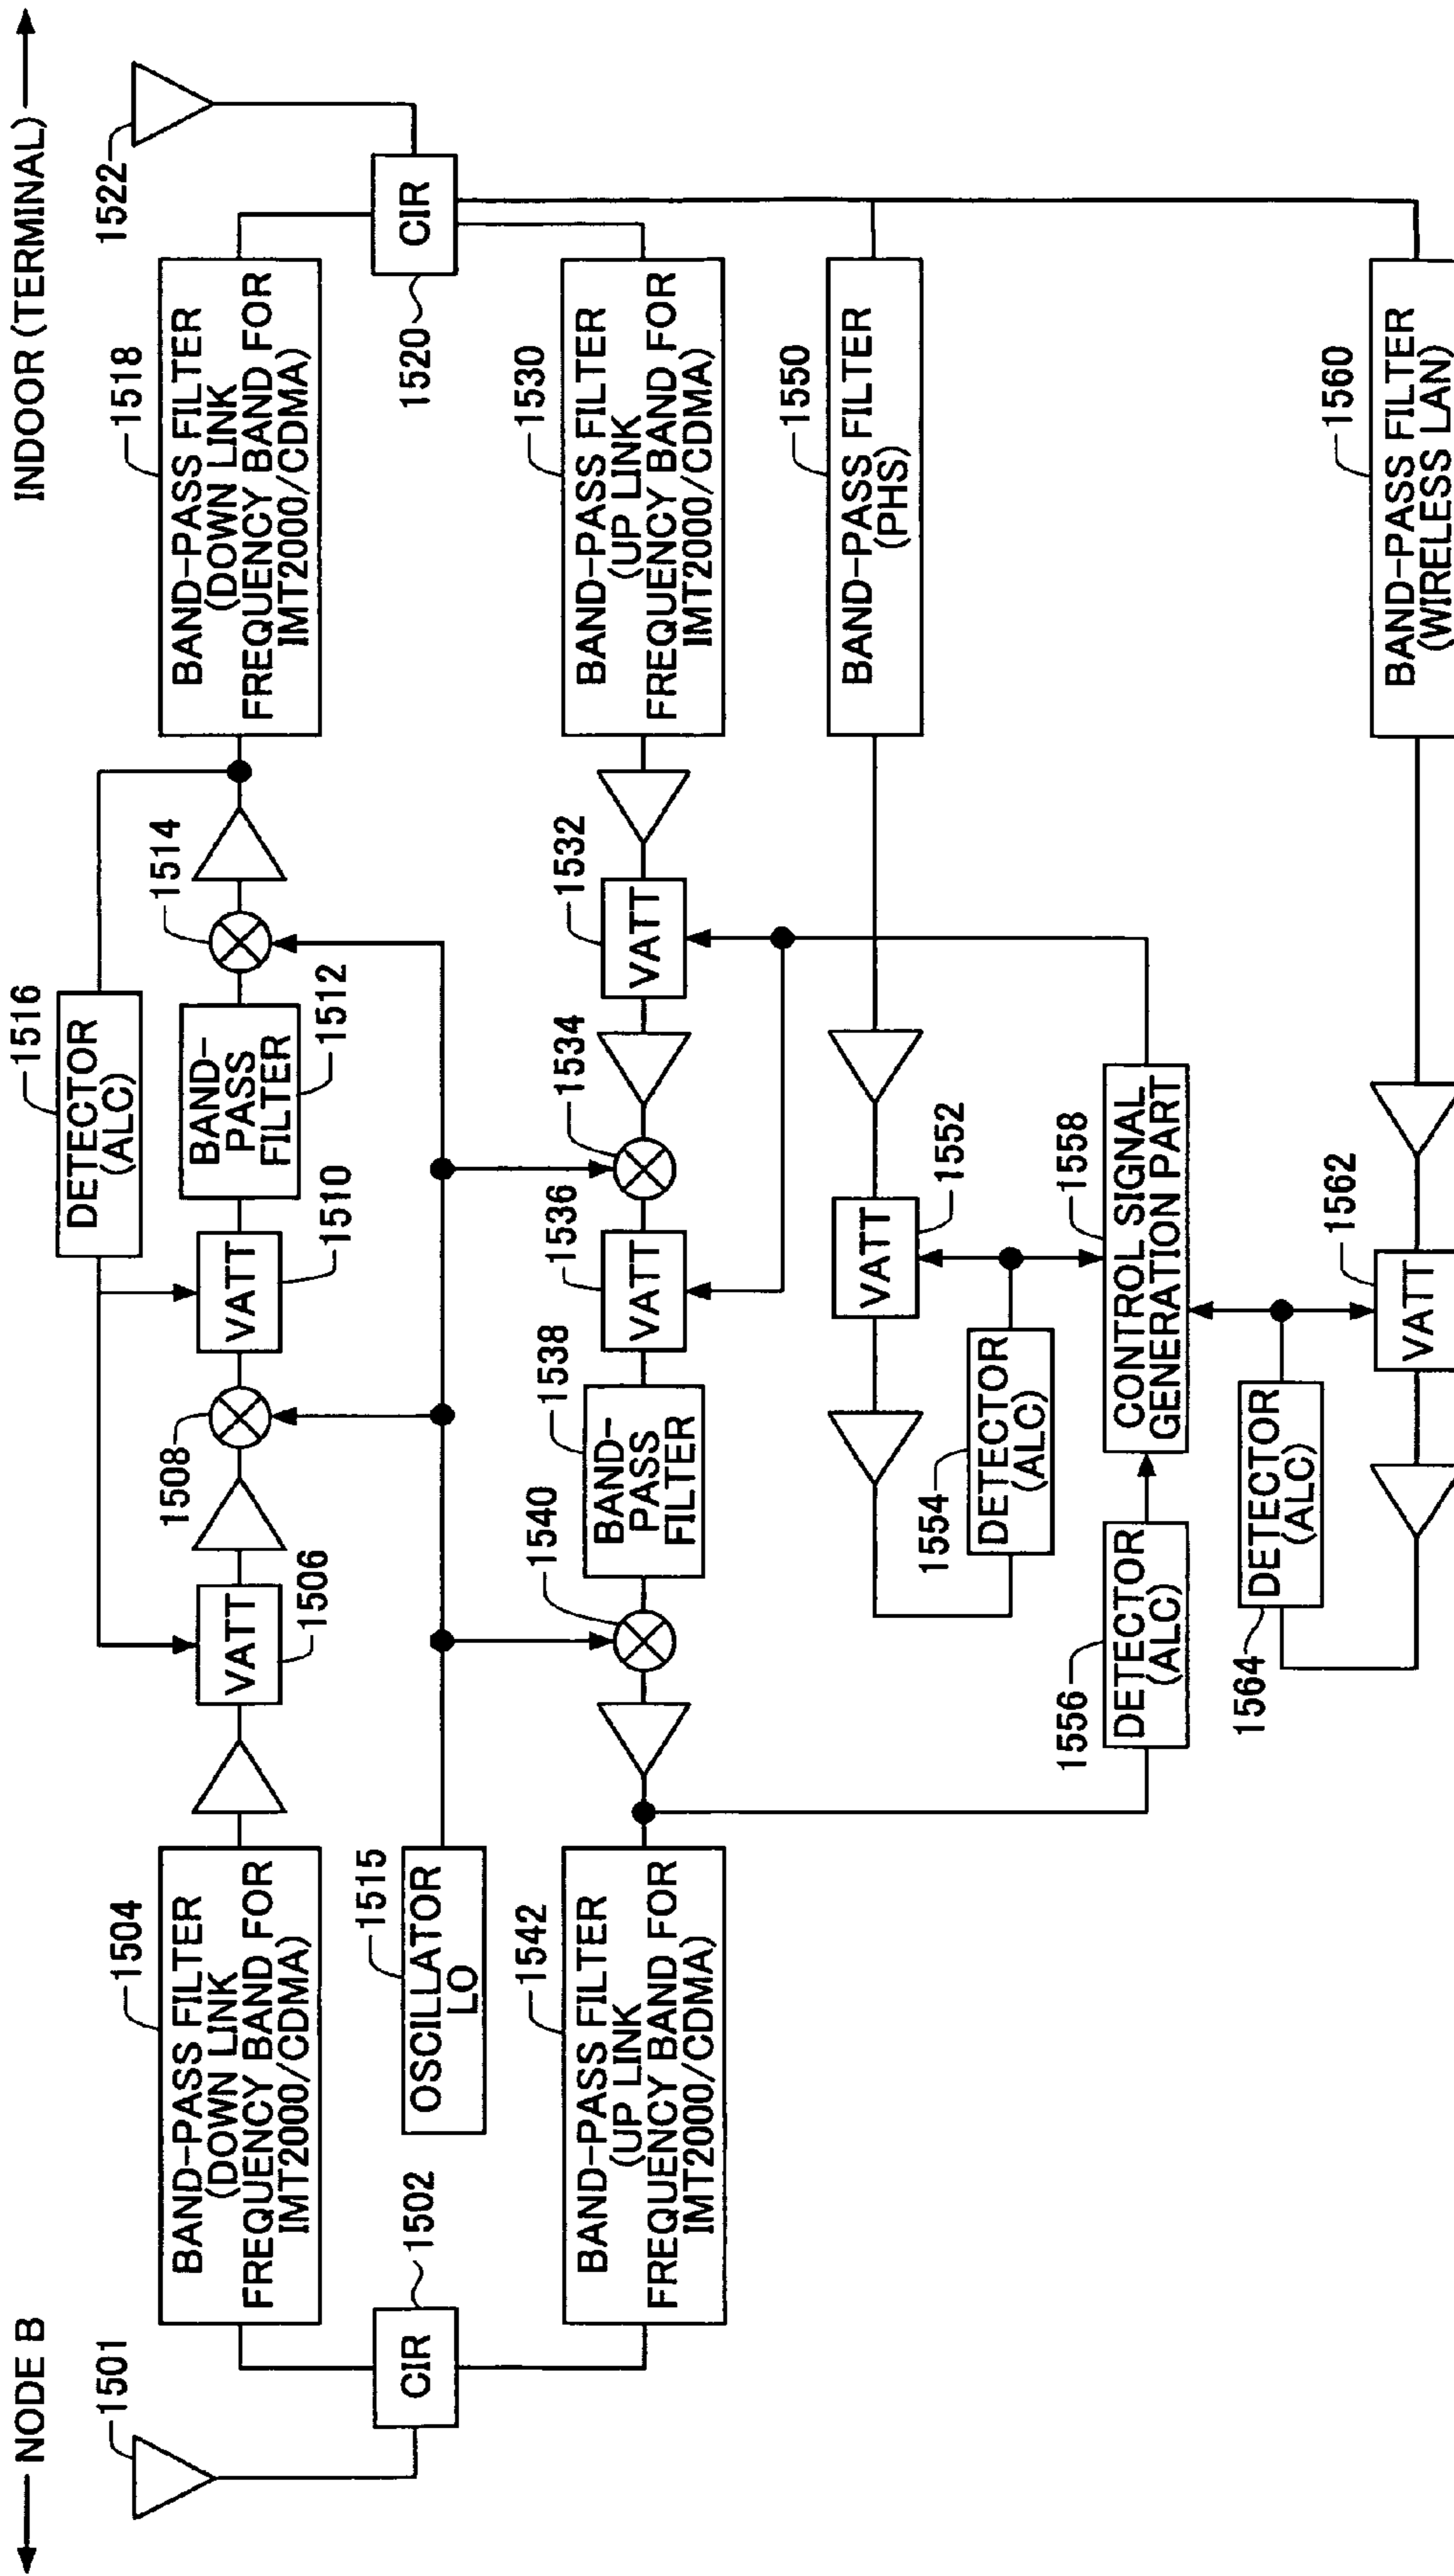 ← NODE B
INDOOR (TERMINAL) →
1501
CIR
1502
BAND-PASS FILTER
(DOWN LINK
FREQUENCY BAND FOR
IMT2000/CDMA)
1504
VATT
1506
1508
VATT
1510
BAND-
PASS
FILTER
1512
1514
DETECTOR
(ALC)
1516
BAND-PASS FILTER
(DOWN LINK
FREQUENCY BAND FOR
IMT2000/CDMA)
1518
CIR
1520
1522
OSCILLATOR
LO
1515
BAND-PASS FILTER
(UP LINK
FREQUENCY BAND FOR
IMT2000/CDMA)
1542
1540
BAND-
PASS
FILTER
1538
VATT
1536
1534
VATT
1532
BAND-PASS FILTER
(UP LINK
FREQUENCY BAND FOR
IMT2000/CDMA)
1530
BAND-PASS FILTER
(PHS)
1550
VATT
1552
DETECTOR
(ALC)
1554
DETECTOR
(ALC)
1556
CONTROL SIGNAL
GENERATION PART
1558
DETECTOR
(ALC)
1564
VATT
1562
BAND-PASS FILTER
(WIRELESS LAN)
1560